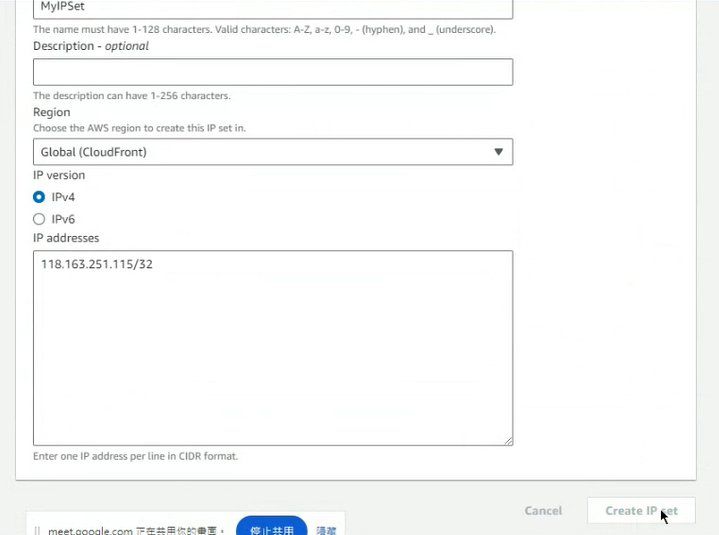 MyIPSet
The name must have 1-128 characters. Valid characters: A-Z, a-z, 0-9, - (hyphen), and _ (underscore).
Description - optional
The description can have 1-256 characters.
Region
Choose the AWS region to create this IP set in.
Global (CloudFront)
IP version
IPv4
IPv6
IP addresses
118.163.251.115/32
Enter one IP address per line in CIDR format.
Cancel
Create IP set
meet.google.com 正在共用你的畫面。
停止共用
隱藏